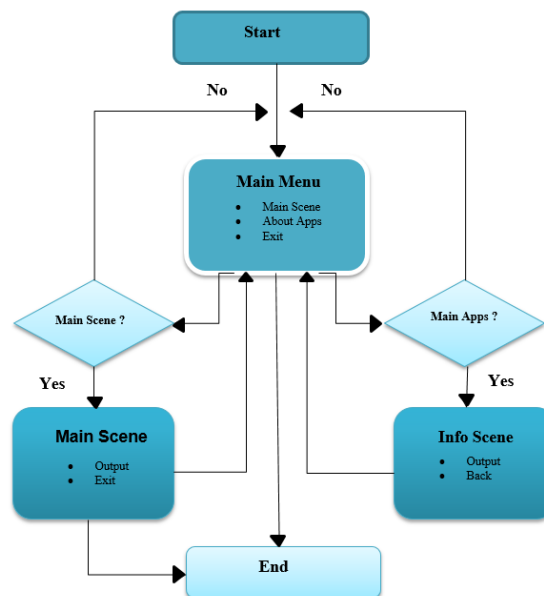 Start
No
No
Main Menu
Main Scene
About Apps
Exit
Main Scene ?
Main Apps ?
Yes
Yes
Main Scene
Output
Exit
Info Scene
Output
Back
End